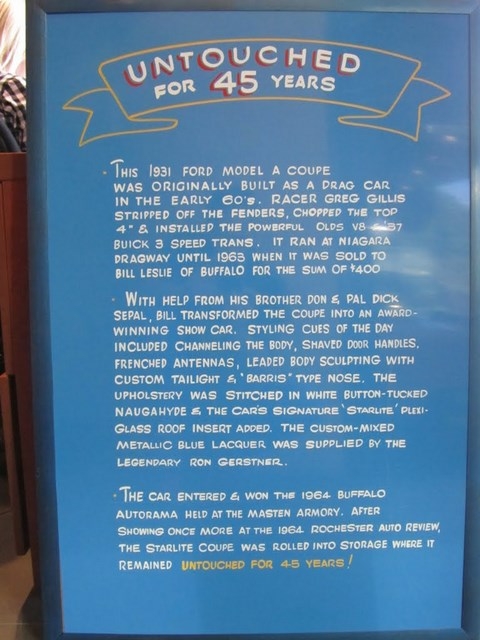 UNTOUCHED
FOR 45 YEARS
THIS 1931 FORD MODEL A COUPE
WAS ORIGINALLY BUILT AS A DRAG CAR
IN THE EARLY 60'S. RACER GREG GILLIS
STRIPPED OFF THE FENDERS, CHOPPED THE TOP
4" & INSTALLED THE POWERFUL OLDS V8 & '37
BUICK 3 SPEED TRANS. IT RAN AT NIAGARA
DRAGWAY UNTIL 1963 WHEN IT WAS SOLD TO
BILL LESLIE OF BUFFALO FOR THE SUM OF $400
WITH HELP FROM HIS BROTHER DON & PAL DICK
SEPAL, BILL TRANSFORMED THE COUPE INTO AN AWARD-
WINNING SHOW CAR. STYLING CUES OF THE DAY
INCLUDED CHANNELING THE BODY, SHAVED DOOR HANDLES,
FRENCHED ANTENNAS, LEADED BODY SCULPTING WITH
CUSTOM TAILIGHT & "BARRIS" TYPE NOSE. THE
UPHOLSTERY WAS STITCHED IN WHITE BUTTON-TUCKED
NAUGAHYDE & THE CAR'S SIGNATURE 'STARLITE' PLEXI-
GLASS ROOF INSERT ADDED. THE CUSTOM-MIXED
METALLIC BLUE LACQUER WAS SUPPLIED BY THE
LEGENDARY RON GERSTNER.
THE CAR ENTERED & WON THE 1964 BUFFALO
AUTORAMA HELD AT THE MASTEN ARMORY. AFTER
SHOWING ONCE MORE AT THE 1964 ROCHESTER AUTO REVIEW,
THE STARLITE COUPE WAS ROLLED INTO STORAGE WHERE IT
REMAINED UNTOUCHED FOR 45 YEARS!